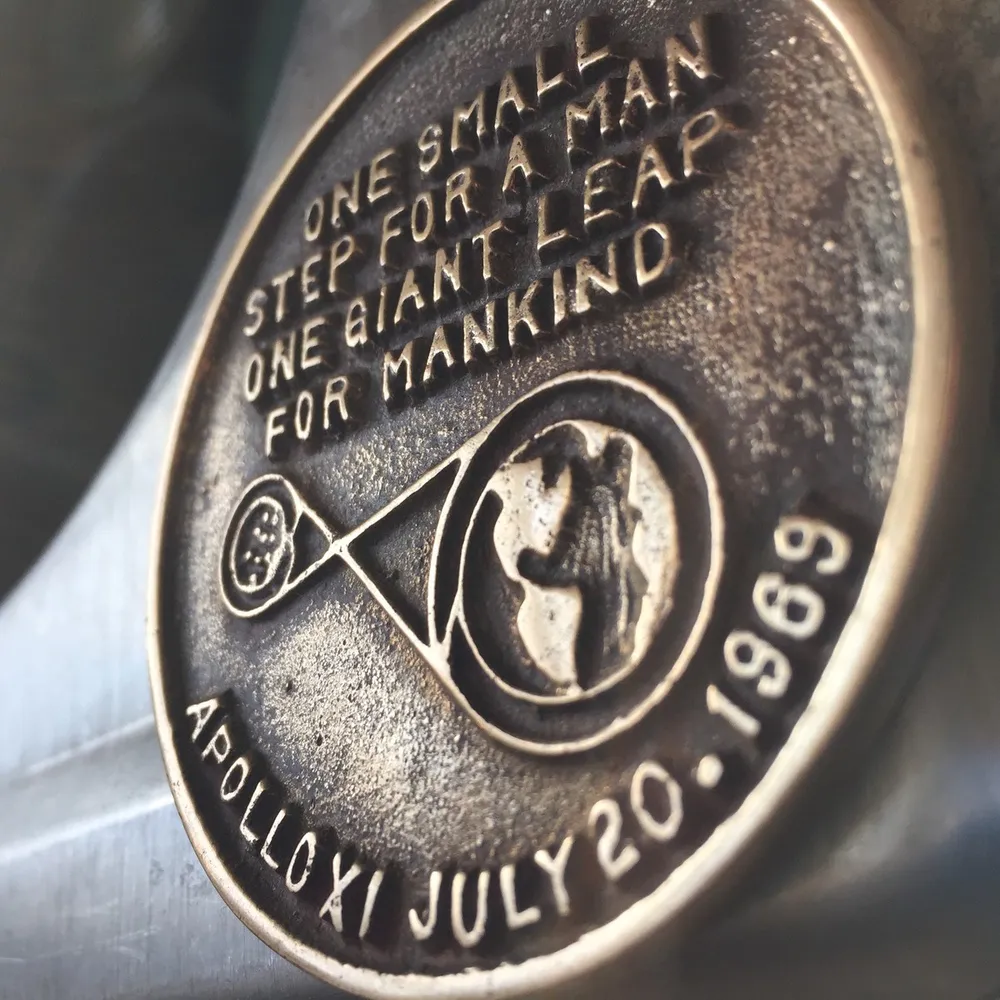 ONE SMALL
STEP FOR A MAN
ONE GIANT LEAP
FOR MANKIND
APOLLO XI JULY 20 . 1969